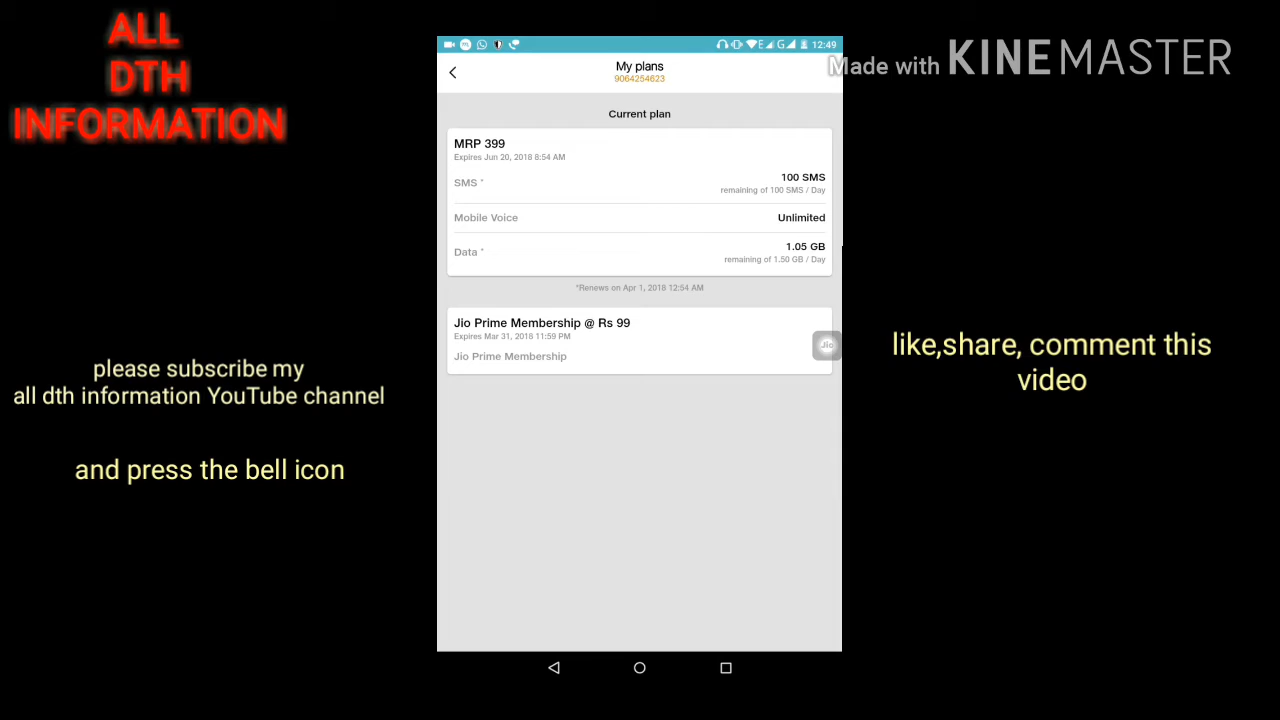 ALL
DTH
INFORMATION
please subscribe my
all dth information YouTube channel
and press the bell icon
12:49
My plans
9064254623
Current plan
MRP 399
Expires Jun 20, 2018 8:54 AM
SMS *
100 SMS
remaining of 100 SMS / Day
Mobile Voice
Unlimited
Data *
1.05 GB
remaining of 1.50 GB / Day
*Renews on Apr 1, 2018 12:54 AM
Jio Prime Membership @ Rs 99
Expires Mar 31, 2018 11:59 PM
Jio Prime Membership
Jio
Made with KINEMASTER
like,share, comment this
video